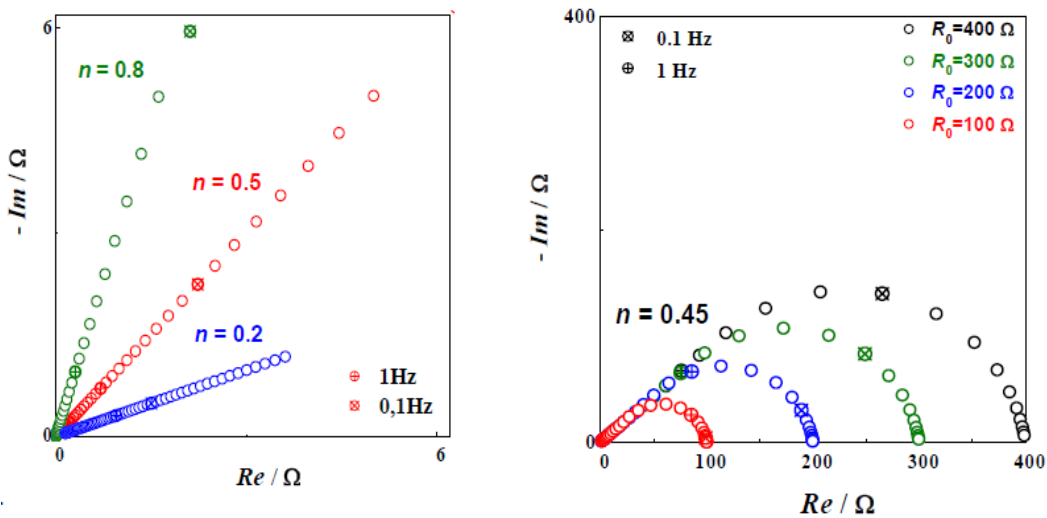 6
n = 0.8
n = 0.5
n = 0.2
- Im / Ω
1Hz
0,1Hz
0
0
6
Re / Ω
400
0.1 Hz
1 Hz
R0=400 Ω
R0=300 Ω
R0=200 Ω
R0=100 Ω
- Im / Ω
n = 0.45
0
0
100
200
300
400
Re / Ω